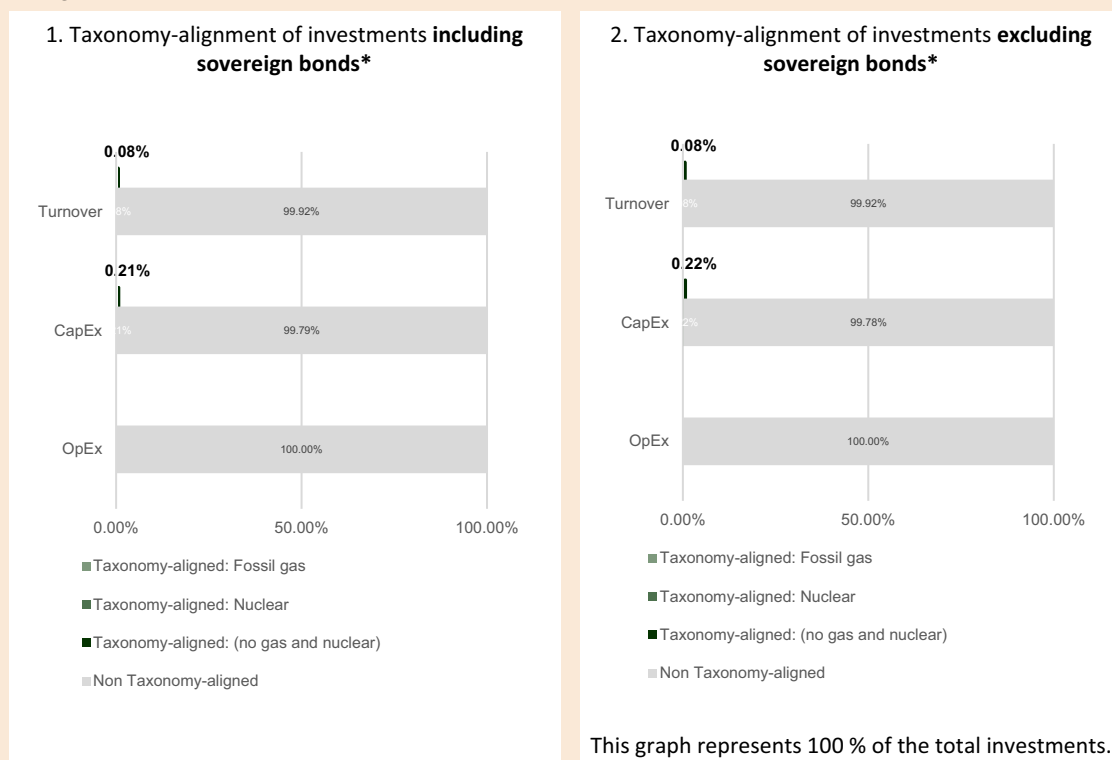 1. Taxonomy-alignment of investments including
sovereign bonds*
0.08%
Turnover
8%
99.92%
0.21%
CapEx
1%
99.79%
OpEx
100.00%
0.00%
50.00%
100.00%
Taxonomy-aligned: Fossil gas
Taxonomy-aligned: Nuclear
Taxonomy-aligned: (no gas and nuclear)
Non Taxonomy-aligned
2. Taxonomy-alignment of investments excluding
sovereign bonds*
0.08%
Turnover
8%
99.92%
0.22%
CapEx
2%
99.78%
OpEx
100.00%
0.00%
50.00%
100.00%
Taxonomy-aligned: Fossil gas
Taxonomy-aligned: Nuclear
Taxonomy-aligned: (no gas and nuclear)
Non Taxonomy-aligned
This graph represents 100 % of the total investments.